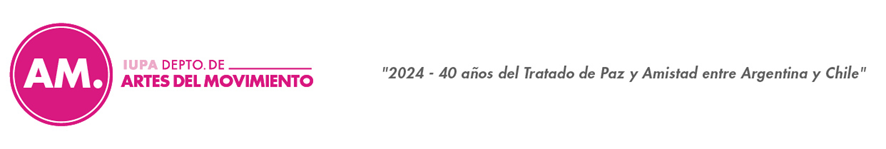 AM.
IUPA DEPTO. DE
ARTES DEL MOVIMIENTO
"2024 - 40 años del Tratado de Paz y Amistad entre Argentina y Chile"